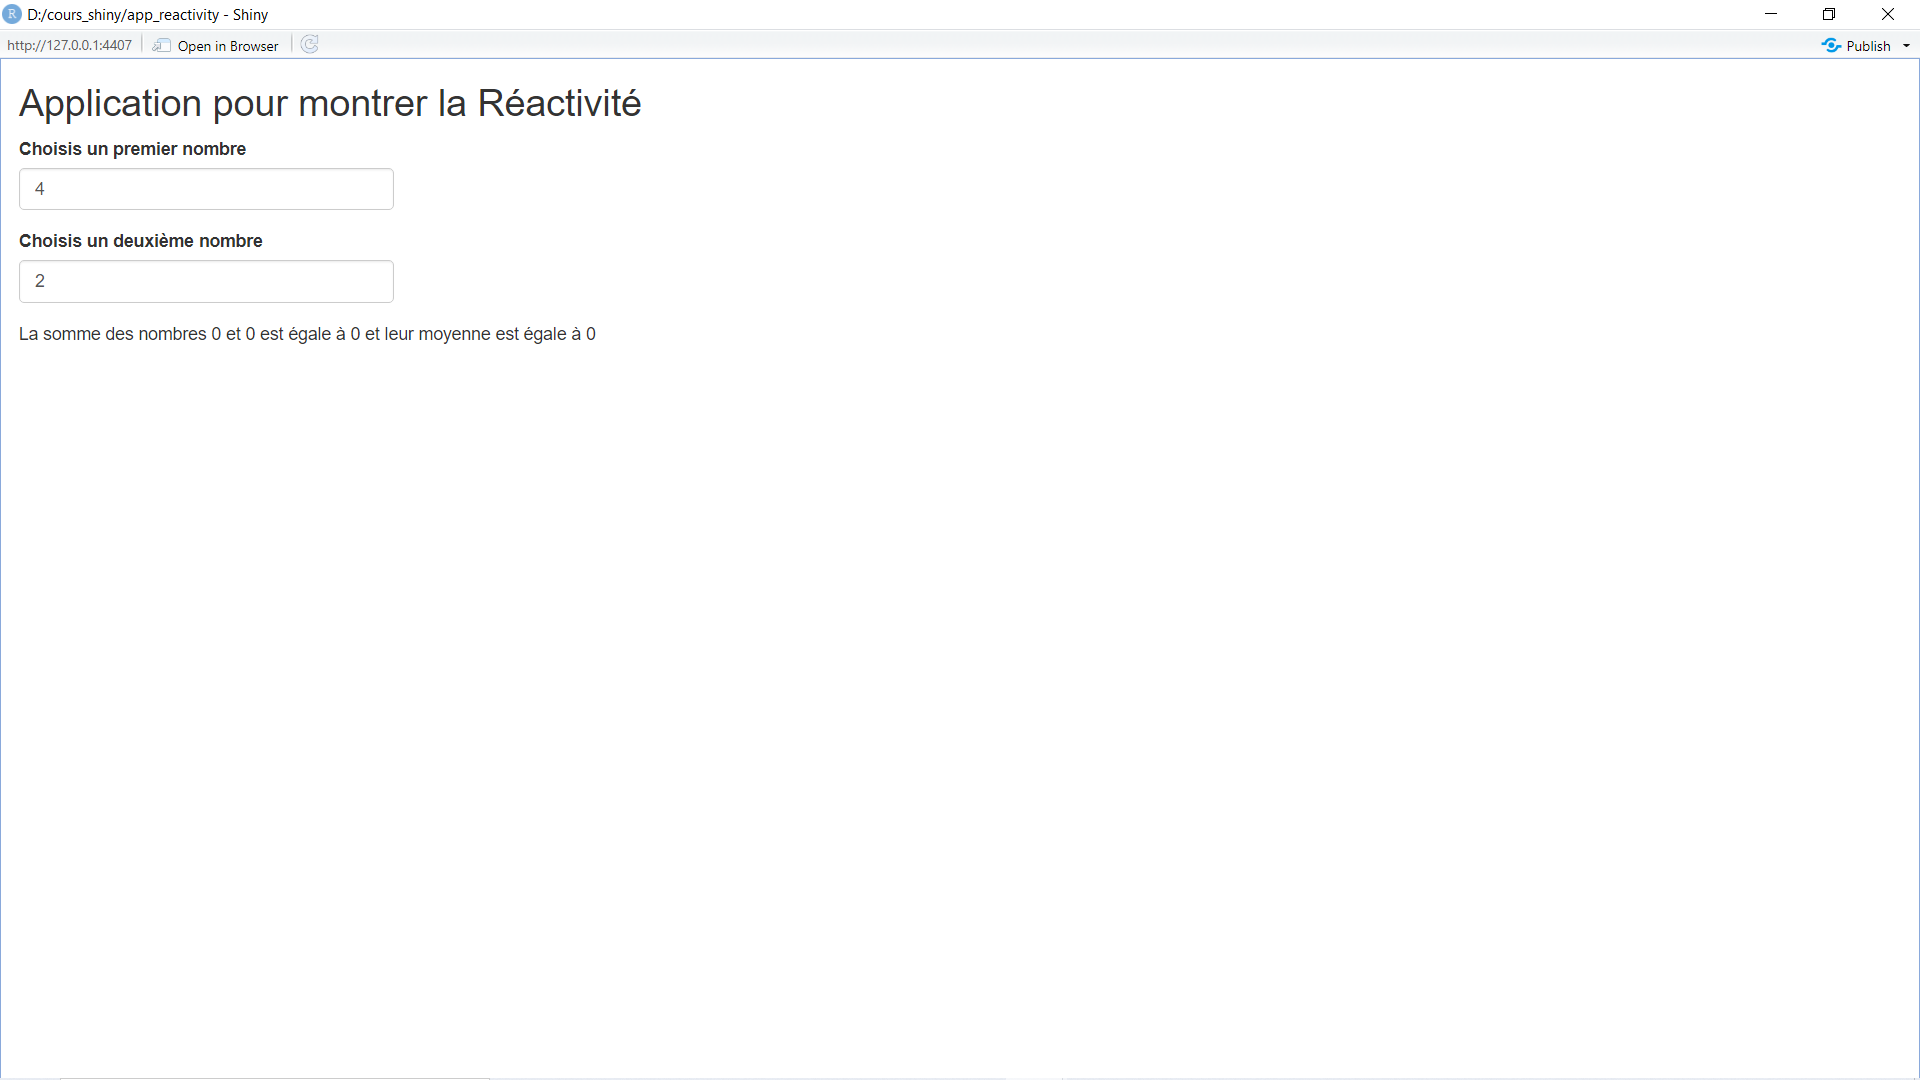 R D:/cours_shiny/app_reactivity - Shiny
http://127.0.0.1:4407 Open in Browser Publish
Application pour montrer la Réactivité
Choisis un premier nombre
4
Choisis un deuxième nombre
2
La somme des nombres 0 et 0 est égale à 0 et leur moyenne est égale à 0